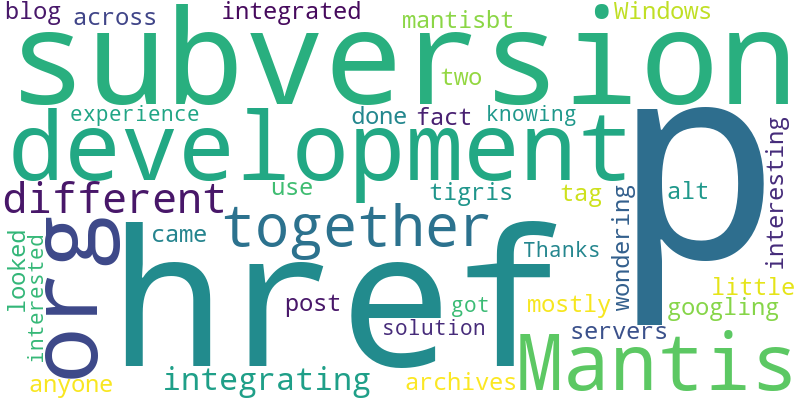 blog
across
integrated
mantisbt
Windows
subversion
two
experience
done
fact
knowing
development
p
interesting
different
use
tigris
tag
alt
wondering
org
together
came
href
Thanks
looked
interested
post
got
mostly
little
googling
solution
servers
Mantis
anyone
integrating
archives